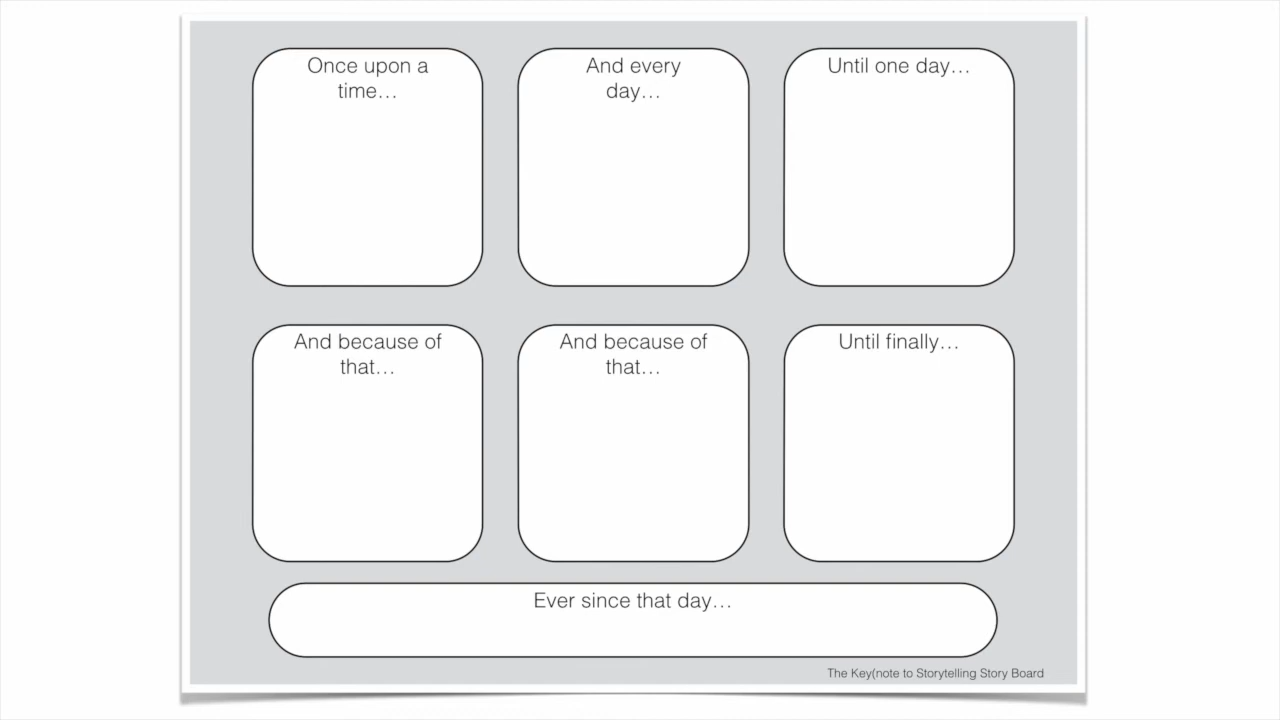 Once upon a
time…
And every
day…
Until one day…
And because of
that…
And because of
that…
Until finally…
Ever since that day…
The Key(note to Storytelling Story Board